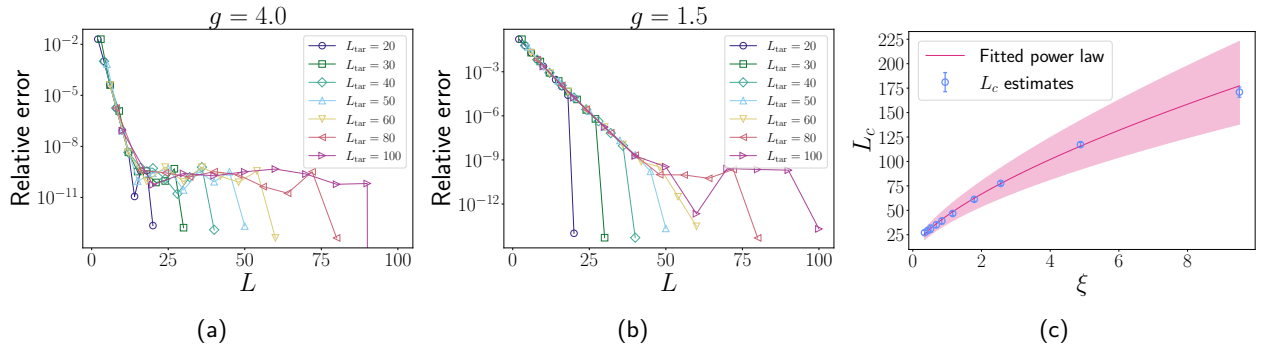 g = 4.0
Relative error
10⁻²
10⁻⁵
10⁻⁸
10⁻¹¹
L_tar = 20
L_tar = 30
L_tar = 40
L_tar = 50
L_tar = 60
L_tar = 80
L_tar = 100
0 25 50 75 100
L
(a)
g = 1.5
Relative error
10⁻³
10⁻⁶
10⁻⁹
10⁻¹²
L_tar = 20
L_tar = 30
L_tar = 40
L_tar = 50
L_tar = 60
L_tar = 80
L_tar = 100
0 25 50 75 100
L
(b)
L_c
225
200
175
150
125
100
75
50
25
Fitted power law
L_c estimates
0 2 4 6 8
ξ
(c)